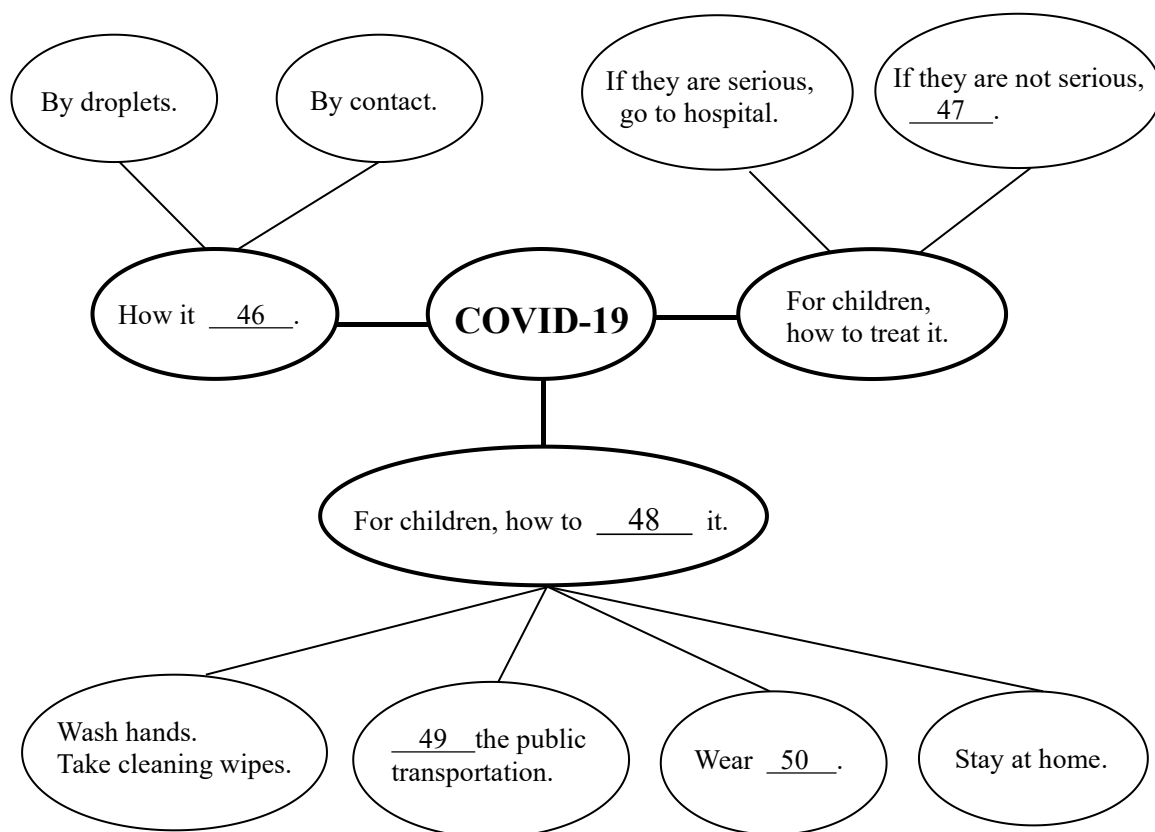 By droplets.
By contact.
If they are serious,
go to hospital.
If they are not serious,
47.
How it 46.
COVID-19
For children,
how to treat it.
For children, how to 48 it.
Wash hands.
Take cleaning wipes.
49 the public
transportation.
Wear 50.
Stay at home.